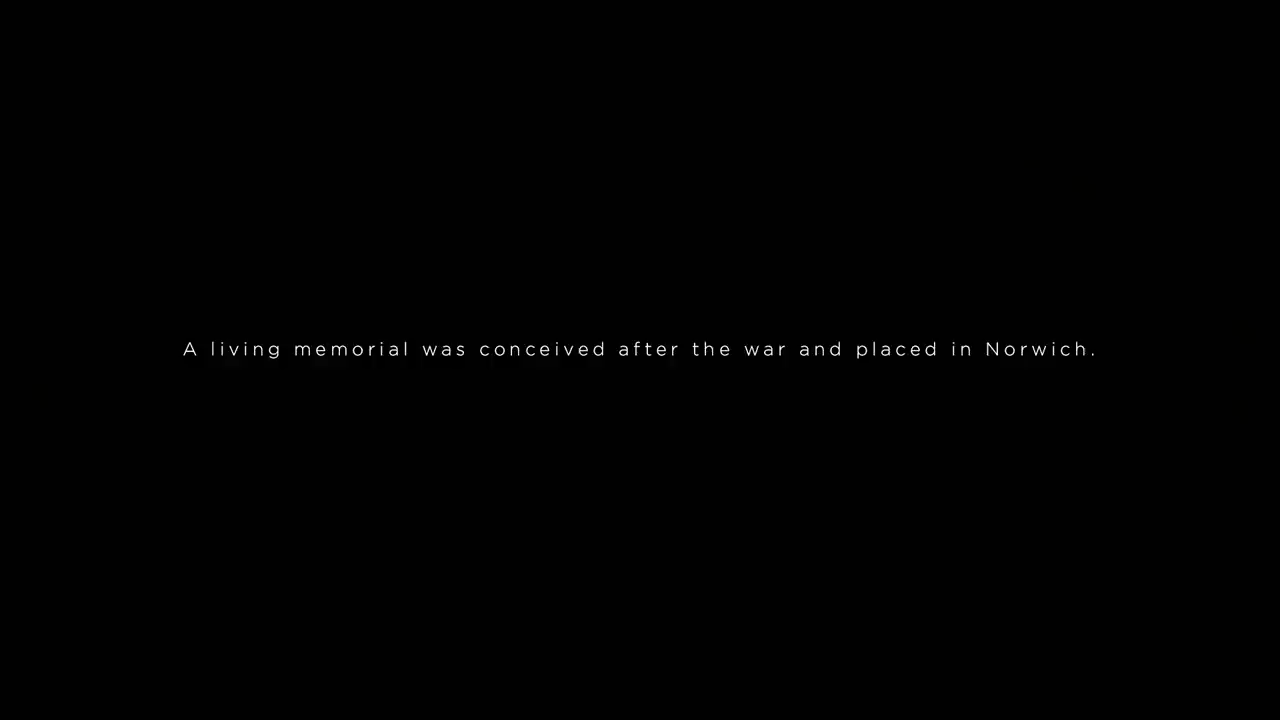 A living memorial was conceived after the war and placed in Norwich.